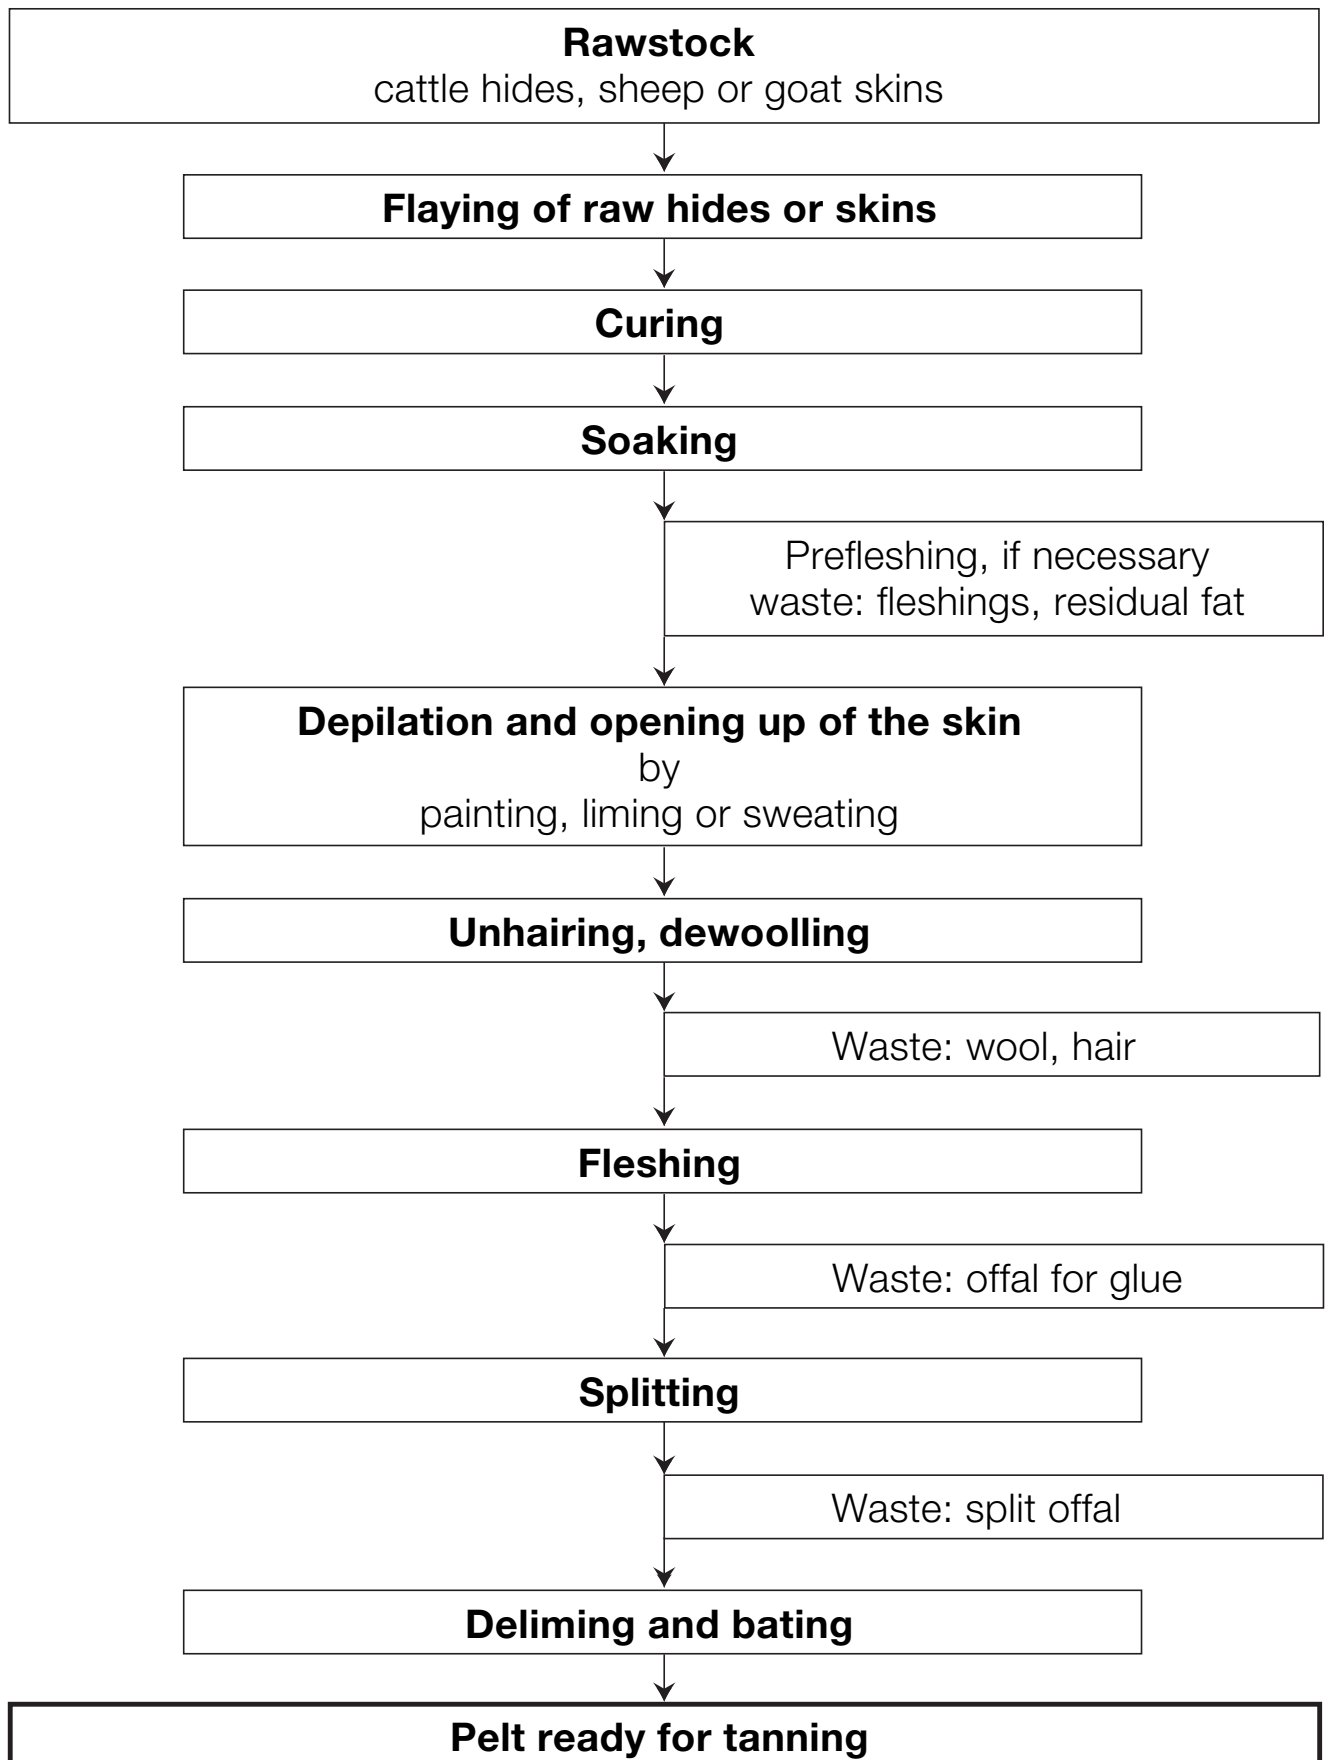 Rawstock
cattle hides, sheep or goat skins
Flaying of raw hides or skins
Curing
Soaking
Prefleshing, if necessary
waste: fleshings, residual fat
Depilation and opening up of the skin
by
painting, liming or sweating
Unhairing, dewoolling
Waste: wool, hair
Fleshing
Waste: offal for glue
Splitting
Waste: split offal
Deliming and bating
Pelt ready for tanning